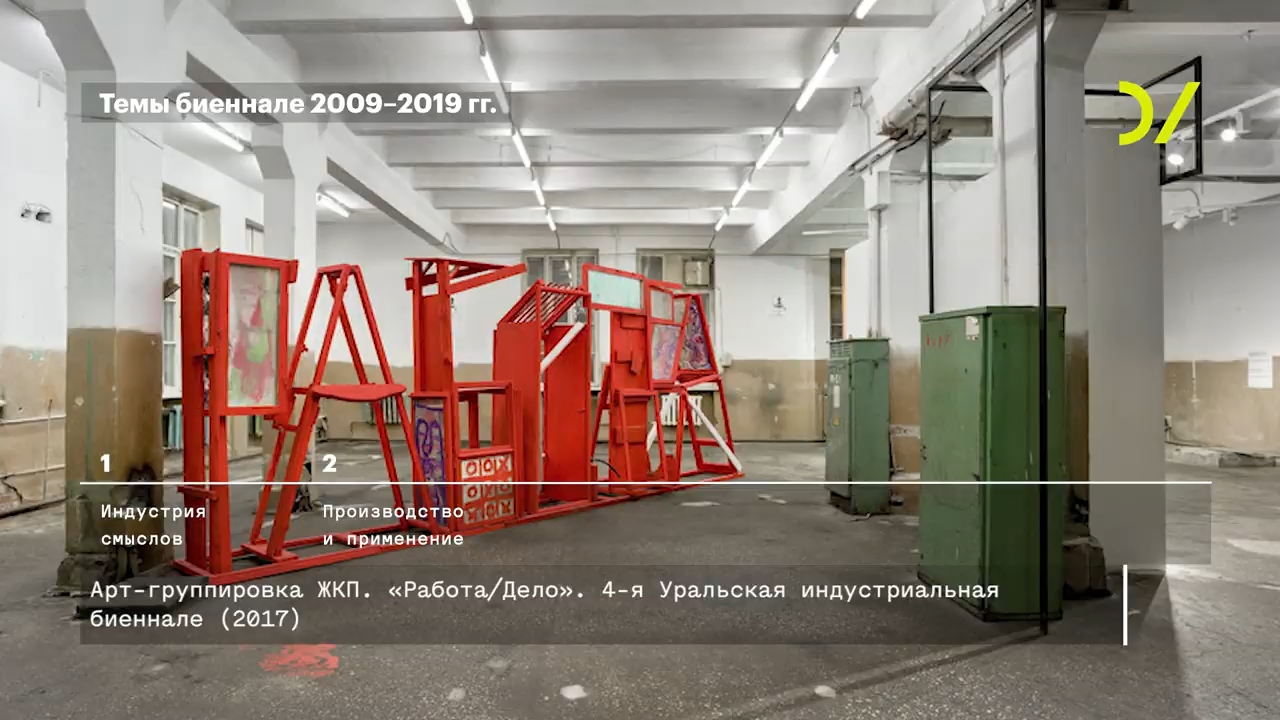 Темы биеннале 2009–2019 гг.
1
2
Индустрия
смыслов
Производство
и применение
Арт-группировка ЖКП. «Работа/Дело». 4-я Уральская индустриальная
биеннале (2017)